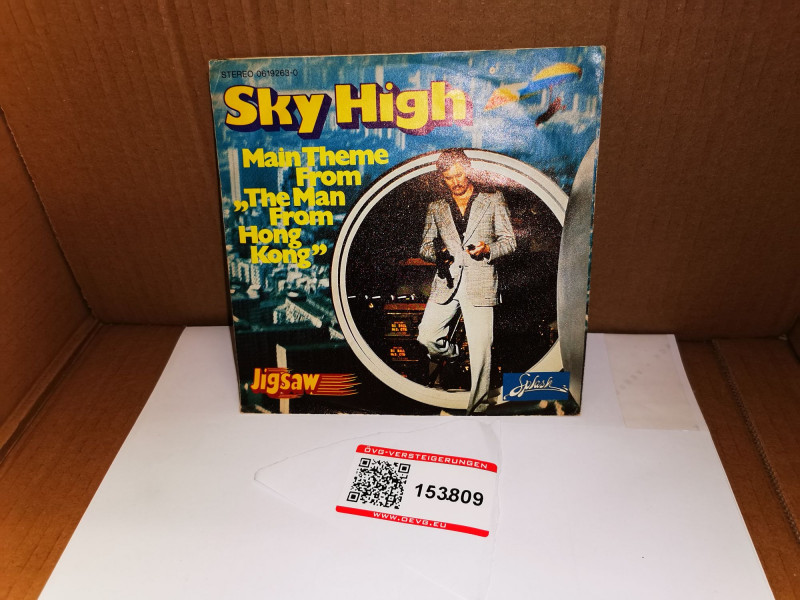 STEREO 0619263-0
Sky High
Main Theme
From
„The Man
From
Hong
Kong”
Jigsaw
Splash
ÖVG-VERSTEIGERUNGEN
153809
WWW.OEVG.EU